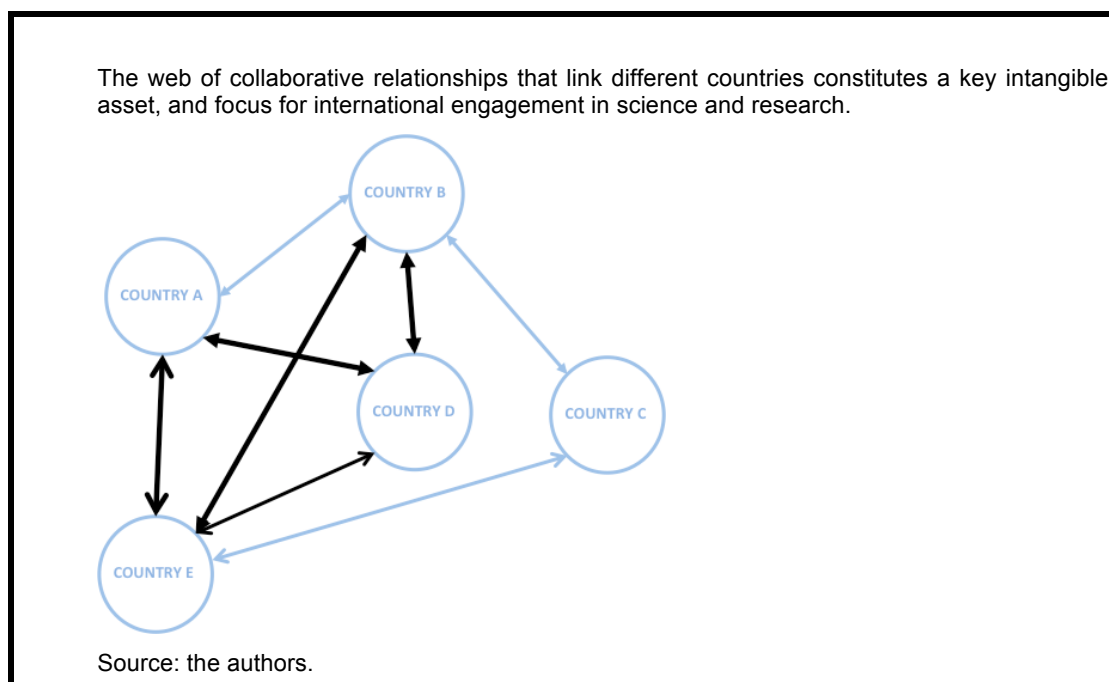 The web of collaborative relationships that link different countries constitutes a key intangible
asset, and focus for international engagement in science and research.
COUNTRY B
COUNTRY A
COUNTRY D
COUNTRY C
COUNTRY E
Source: the authors.